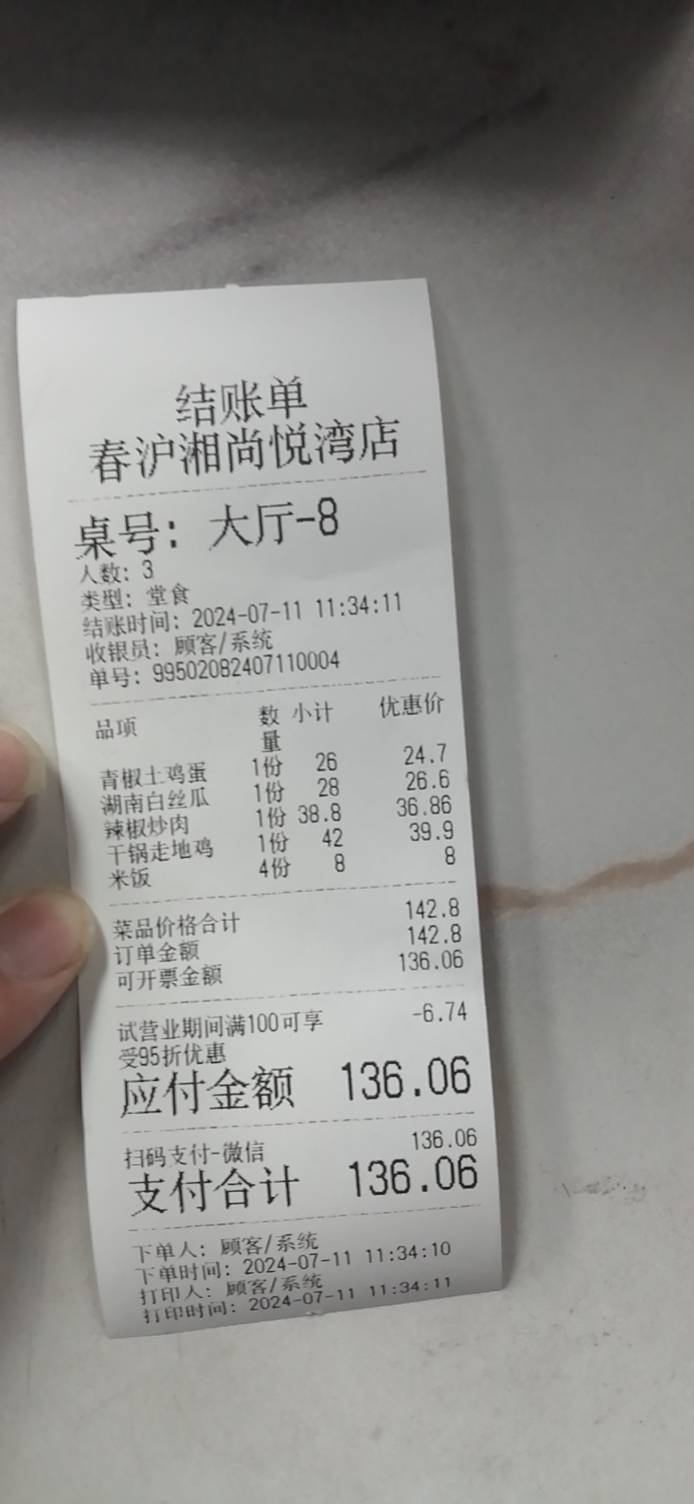 结账单
春沪湘尚悦湾店
桌号: 大厅-8
人数: 3
类型: 堂食
结账时间: 2024-07-11 11:34:11
收银员: 顾客/系统
单号: 99502082407110004
品项 数量 小计 优惠价
青椒土鸡蛋 1份 26 24.7
湖南白丝瓜 1份 28 26.6
辣椒炒肉 1份 38.8 36.86
干锅走地鸡 1份 42 39.9
米饭 4份 8 8
菜品价格合计 142.8
订单金额 142.8
可开票金额 136.06
试营业期间满100可享 -6.74
受95折优惠
应付金额 136.06
扫码支付-微信 136.06
支付合计 136.06
下单人: 顾客/系统
下单时间: 2024-07-11 11:34:10
打印人: 顾客/系统
打印时间: 2024-07-11 11:34:11